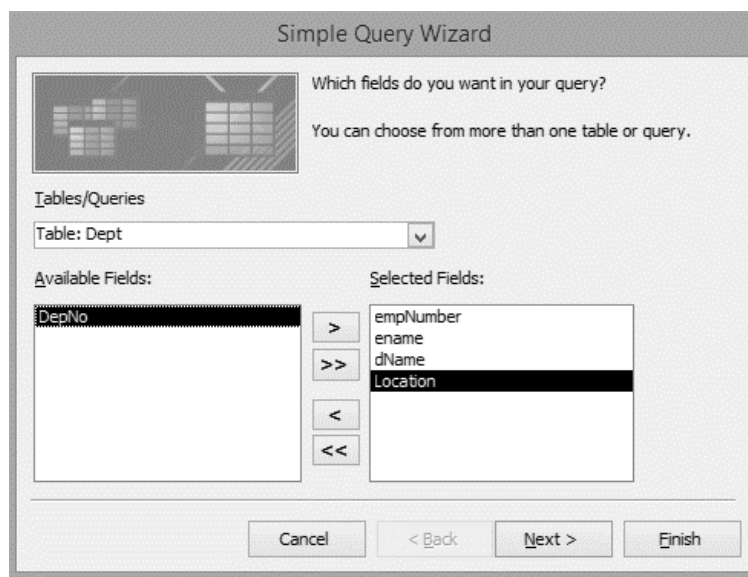 Simple Query Wizard
Which fields do you want in your query?
You can choose from more than one table or query.
Tables/Queries
Table: Dept
Available Fields:
Selected Fields:
DepNo
>
>>
<
<<
empNumber
ename
dName
Location
Cancel
< Back
Next >
Finish